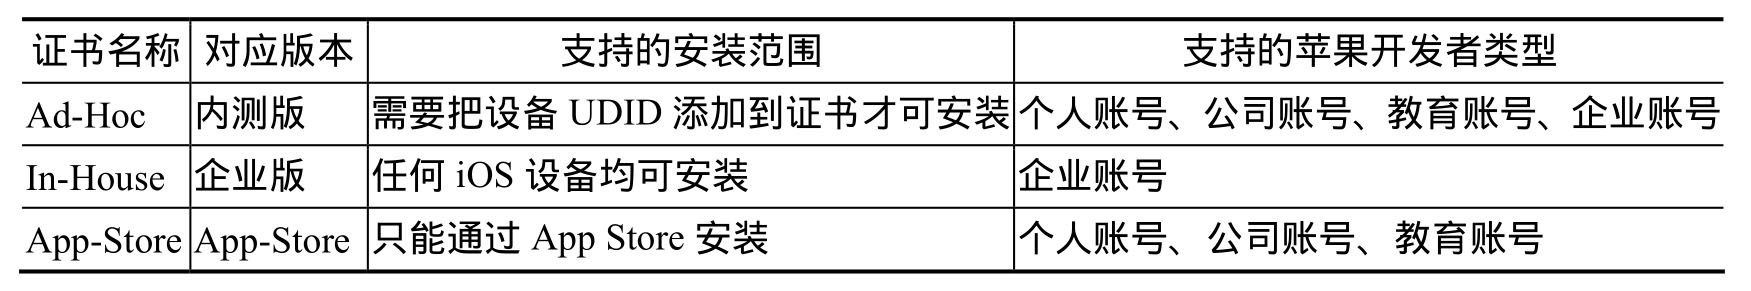 证书名称 对应版本 支持的安装范围 支持的苹果开发者类型
Ad-Hoc 内测版 需要把设备 UDID 添加到证书才可安装 个人账号、公司账号、教育账号、企业账号
In-House 企业版 任何 iOS 设备均可安装 企业账号
App-Store App-Store 只能通过 App Store 安装 个人账号、公司账号、教育账号